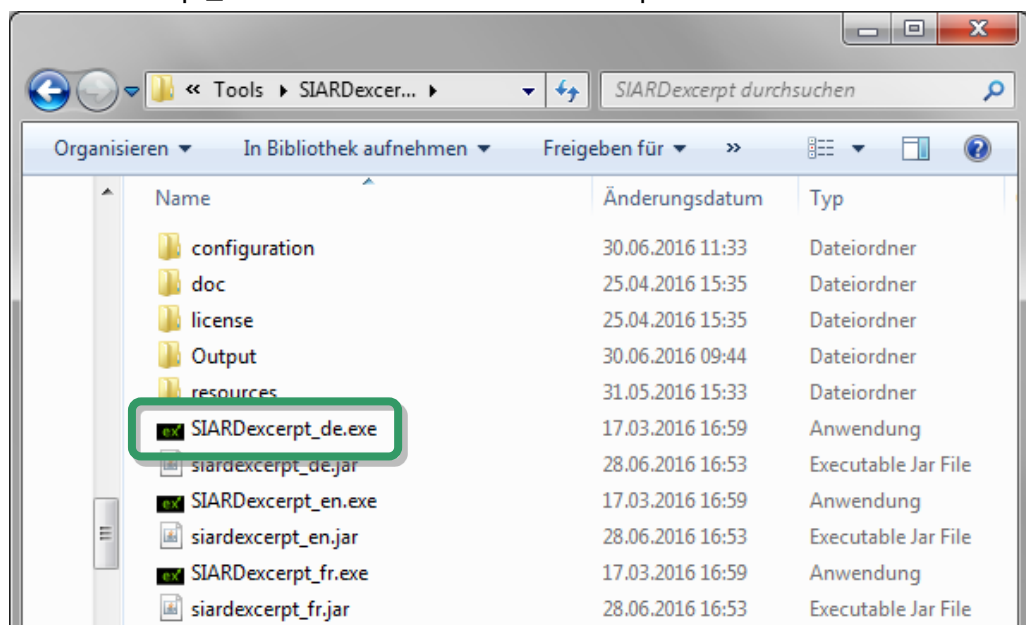 « Tools ▸ SIARDexcer... ▸ SIARDexcerpt durchsuchen
Organisieren In Bibliothek aufnehmen Freigeben für »
Name Änderungsdatum Typ
configuration 30.06.2016 11:33 Dateiordner
doc 25.04.2016 15:35 Dateiordner
license 25.04.2016 15:35 Dateiordner
Output 30.06.2016 09:44 Dateiordner
resources 31.05.2016 15:33 Dateiordner
SIARDexcerpt_de.exe 17.03.2016 16:59 Anwendung
siardexcerpt_de.jar 28.06.2016 16:53 Executable Jar File
SIARDexcerpt_en.exe 17.03.2016 16:59 Anwendung
siardexcerpt_en.jar 28.06.2016 16:53 Executable Jar File
SIARDexcerpt_fr.exe 17.03.2016 16:59 Anwendung
siardexcerpt_fr.jar 28.06.2016 16:53 Executable Jar File